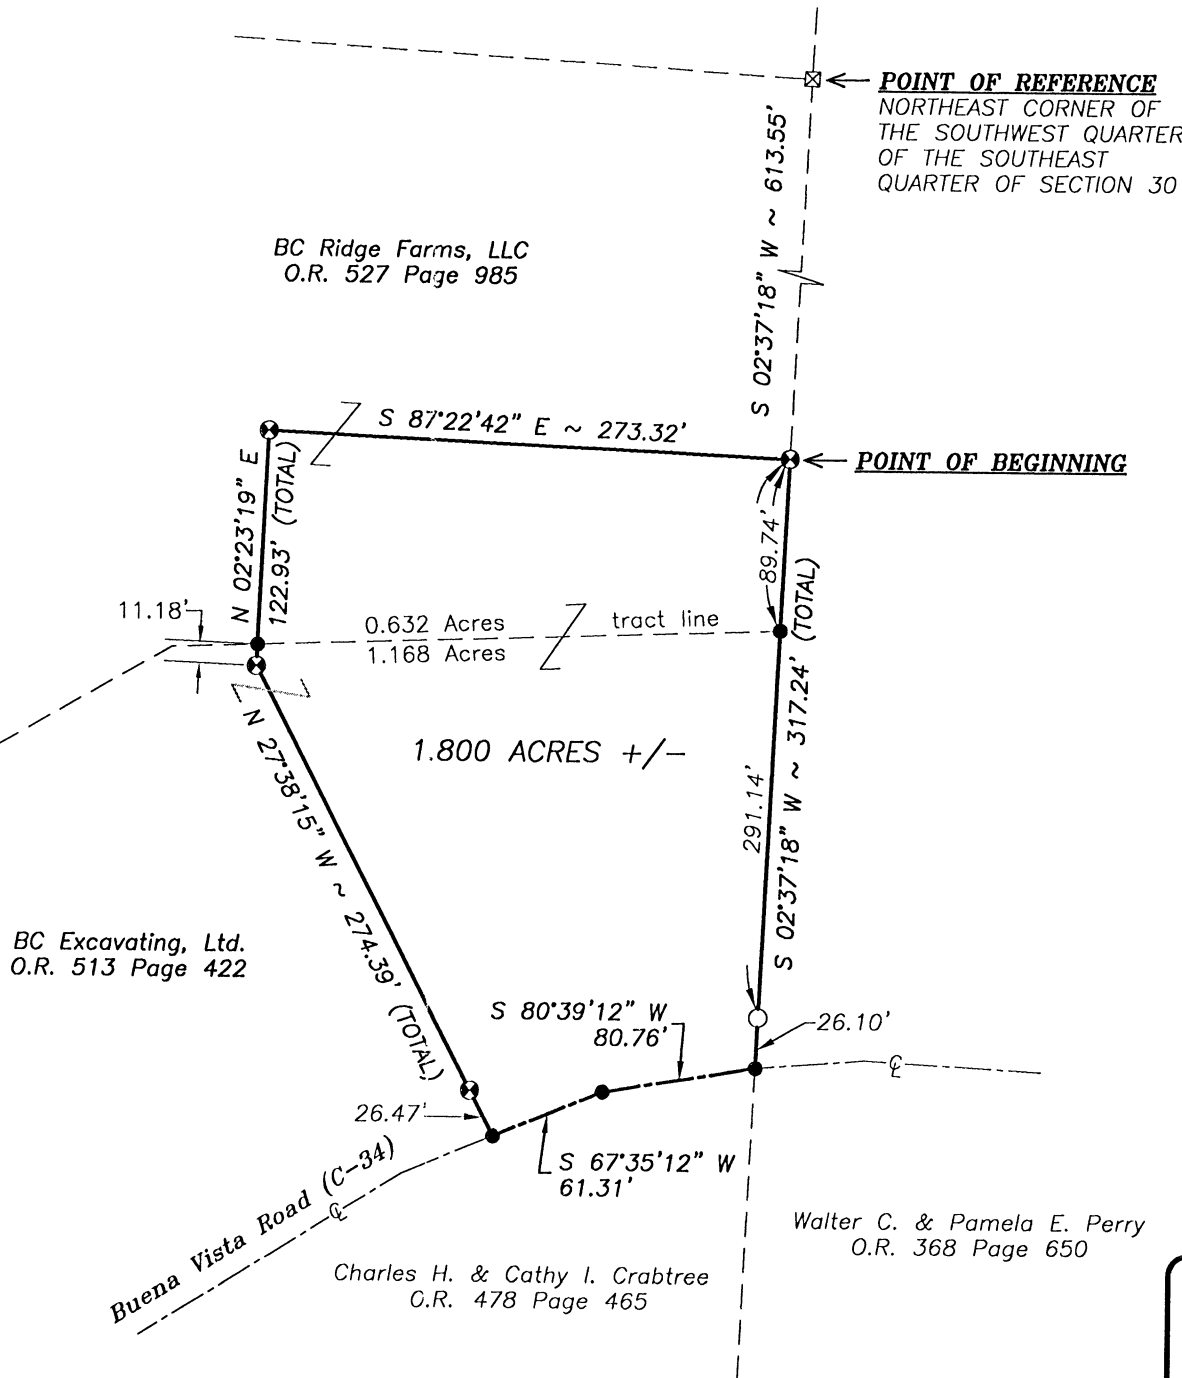 POINT OF REFERENCE
NORTHEAST CORNER OF
THE SOUTHWEST QUARTER
OF THE SOUTHEAST
QUARTER OF SECTION 30
S 02°37'18" W ~ 613.55'
BC Ridge Farms, LLC
O.R. 527 Page 985
S 87°22'42" E ~ 273.32'
POINT OF BEGINNING
N 02°23'19" E
122.93' (TOTAL)
89.74'
11.18'
0.632 Acres
tract line
1.168 Acres
S 02°37'18" W ~ 317.24' (TOTAL)
291.14'
1.800 ACRES +/-
N 27°38'15" W ~ 274.39' (TOTAL)
BC Excavating, Ltd.
O.R. 513 Page 422
S 80°39'12" W
80.76'
26.10'
℄
26.47'
S 67°35'12" W
61.31'
Buena Vista Road (C-34)
℄
Walter C. & Pamela E. Perry
O.R. 368 Page 650
Charles H. & Cathy I. Crabtree
O.R. 478 Page 465